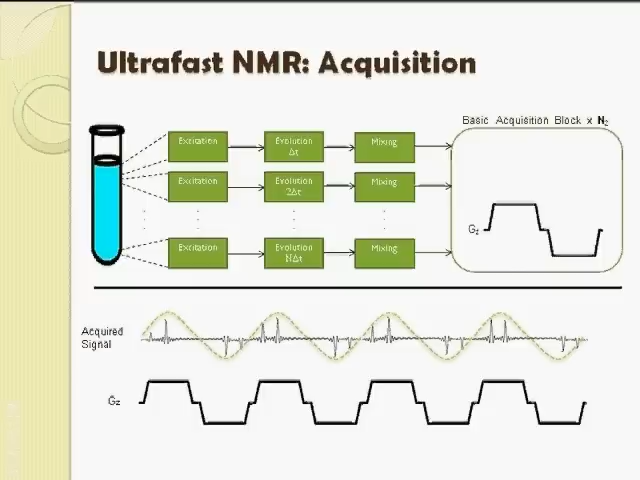 Ultrafast NMR: Acquisition
Basic Acquisition Block x N₂
Excitation
Evolution
Δt
Mixing
Excitation
Evolution
2Δt
Mixing
Gz
Excitation
Evolution
NΔt
Mixing
Acquired
Signal
Gz